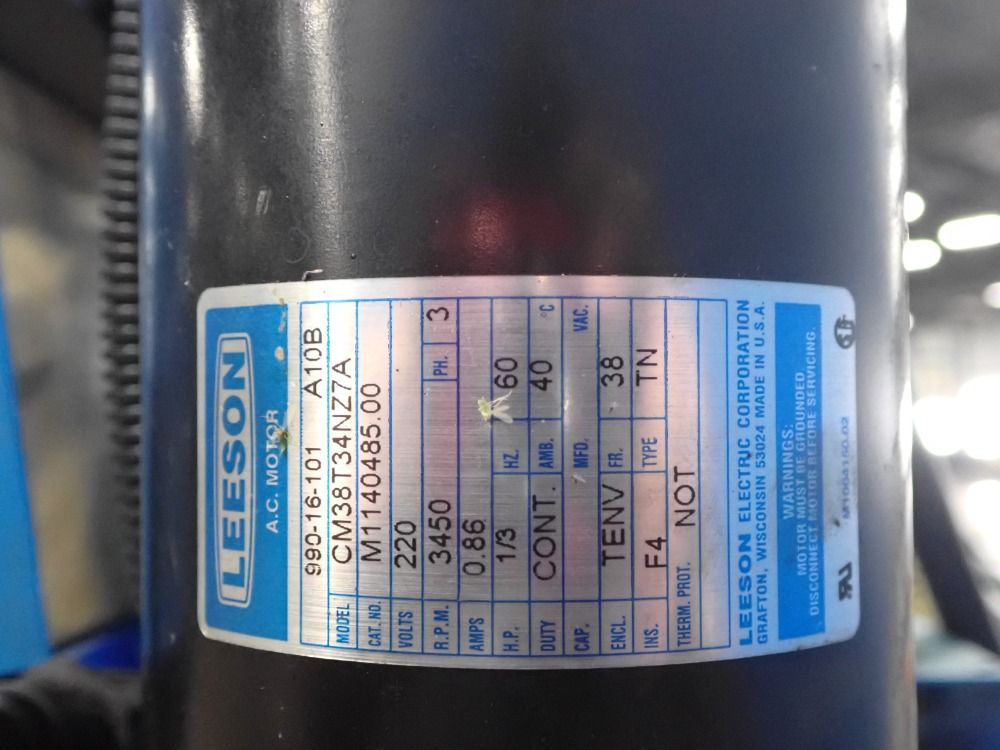 LEESON
A.C. MOTOR
990-16-101 A10B
MODEL CM38T34NZ7A
CAT. NO. M1140485.00
VOLTS 220
R.P.M. 3450 PH. 3
AMPS 0.86
H.P. 1/3 HZ. 60
DUTY CONT. AMB. 40 °C
CAP. MFD. VAC.
ENCL. TENV FR. 38
INS. F4 TYPE TN
THERM. PROT. NOT
LEESON ELECTRIC CORPORATION
GRAFTON, WISCONSIN 53024 MADE IN U.S.A.
WARNINGS:
MOTOR MUST BE GROUNDED
DISCONNECT MOTOR BEFORE SERVICING.